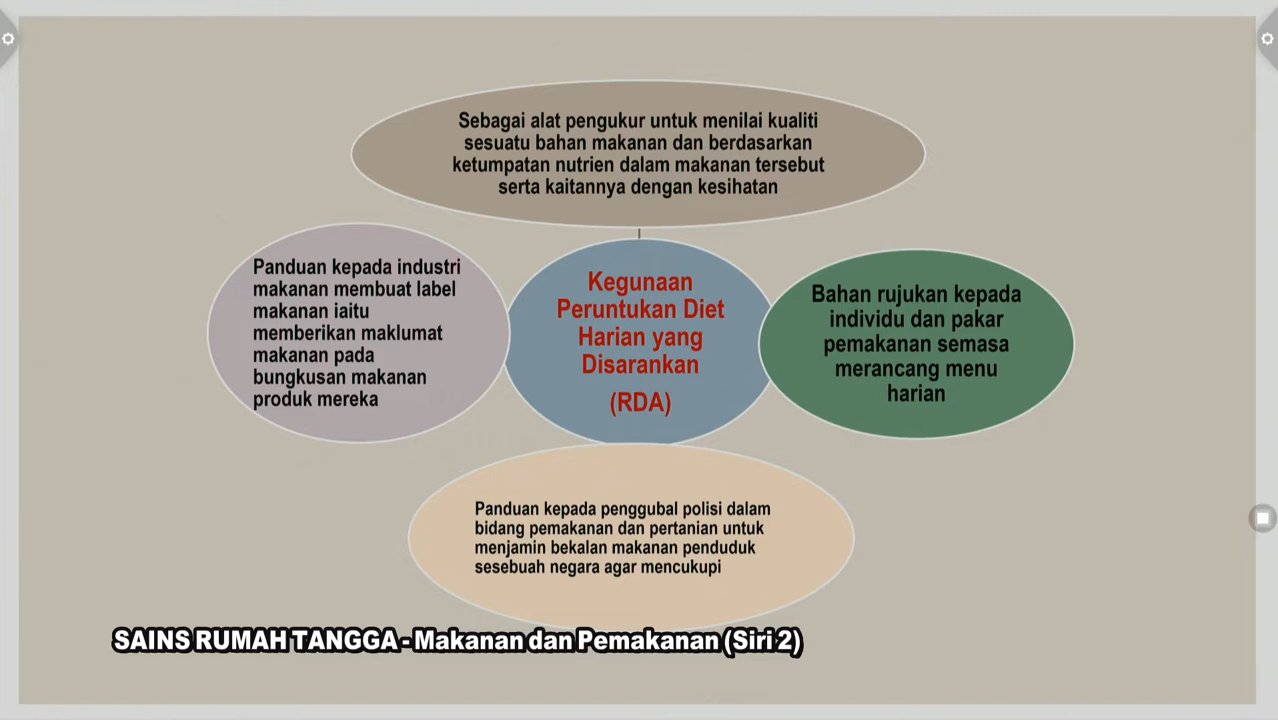 Sebagai alat pengukur untuk menilai kualiti
sesuatu bahan makanan dan berdasarkan
ketumpatan nutrien dalam makanan tersebut
serta kaitannya dengan kesihatan
Panduan kepada industri
makanan membuat label
makanan iaitu
memberikan maklumat
makanan pada
bungkusan makanan
produk mereka
Kegunaan
Peruntukan Diet
Harian yang
Disarankan
(RDA)
Bahan rujukan kepada
individu dan pakar
pemakanan semasa
merancang menu
harian
Panduan kepada penggubal polisi dalam
bidang pemakanan dan pertanian untuk
menjamin bekalan makanan penduduk
sesebuah negara agar mencukupi
SAINS RUMAH TANGGA - Makanan dan Pemakanan (Siri 2)